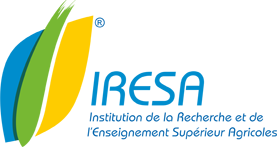 ®
IRESA
Institution de la Recherche et de
l'Enseignement Supérieur Agricoles